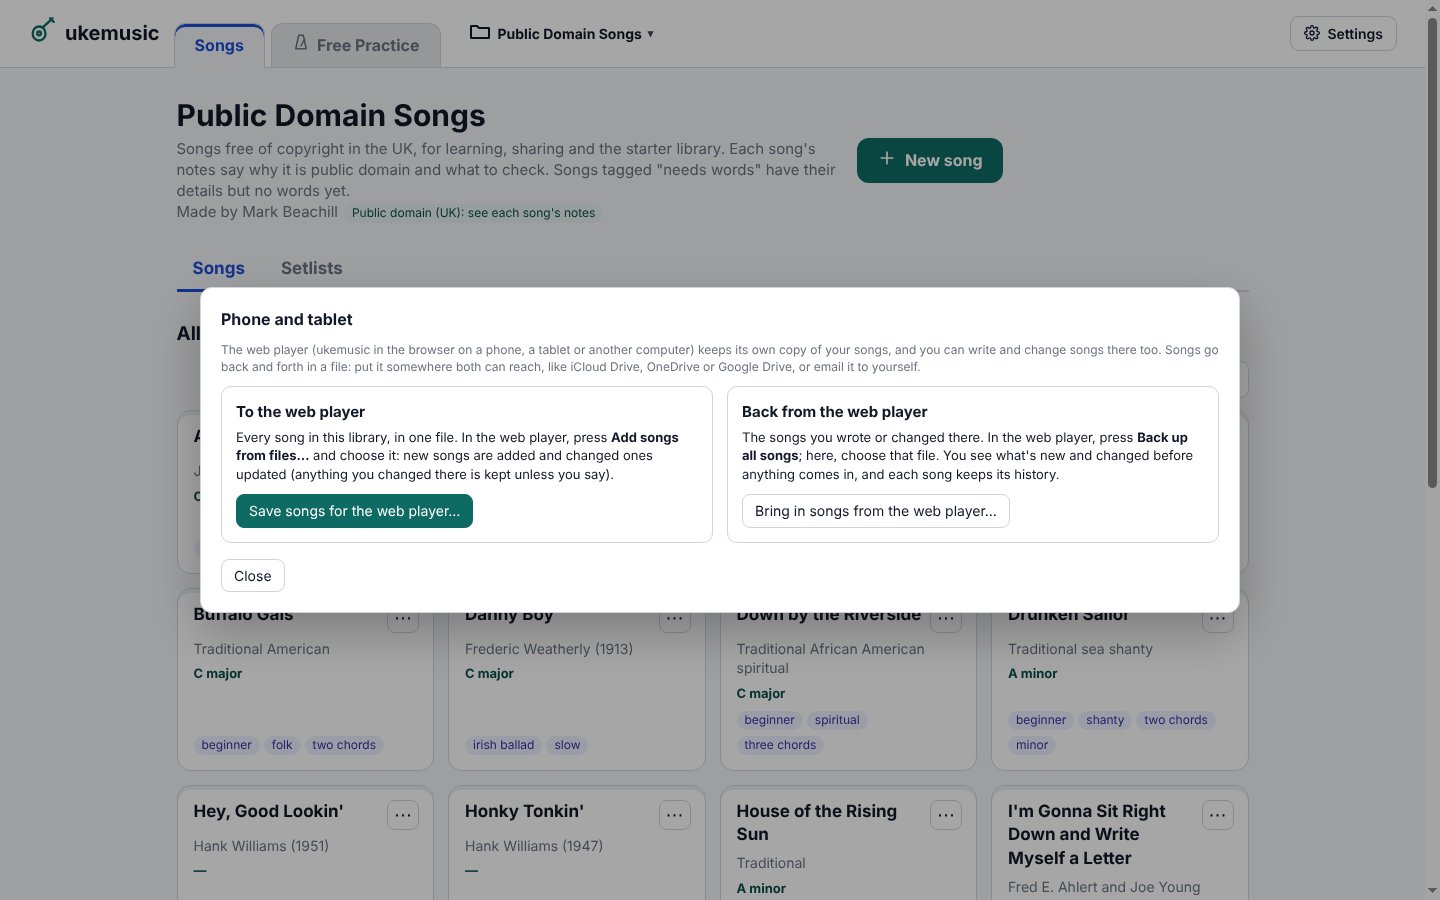 ukemusic
Songs
Free Practice
Public Domain Songs ▾
Settings
Public Domain Songs
Songs free of copyright in the UK, for learning, sharing and the starter library. Each song's
notes say why it is public domain and what to check. Songs tagged "needs words" have their
details but no words yet.
Made by Mark Beachill Public domain (UK): see each song's notes
+ New song
Songs
Setlists
All
Phone and tablet
The web player (ukemusic in the browser on a phone, a tablet or another computer) keeps its own copy of your songs, and you can write and change songs there too. Songs go
back and forth in a file: put it somewhere both can reach, like iCloud Drive, OneDrive or Google Drive, or email it to yourself.
To the web player
Every song in this library, in one file. In the web player, press Add songs
from files... and choose it: new songs are added and changed ones
updated (anything you changed there is kept unless you say).
Save songs for the web player...
Back from the web player
The songs you wrote or changed there. In the web player, press Back up
all songs; here, choose that file. You see what's new and changed before
anything comes in, and each song keeps its history.
Bring in songs from the web player...
Close
Buffalo Gals
...
Traditional American
C major
beginner folk two chords
Danny Boy
...
Frederic Weatherly (1913)
C major
irish ballad slow
Down by the Riverside
...
Traditional African American
spiritual
C major
beginner spiritual
three chords
Drunken Sailor
...
Traditional sea shanty
A minor
beginner shanty two chords
minor
Hey, Good Lookin'
...
Hank Williams (1951)
—
Honky Tonkin'
...
Hank Williams (1947)
—
House of the Rising
Sun
...
Traditional
A minor
I'm Gonna Sit Right
Down and Write
Myself a Letter
...
Fred E. Ahlert and Joe Young